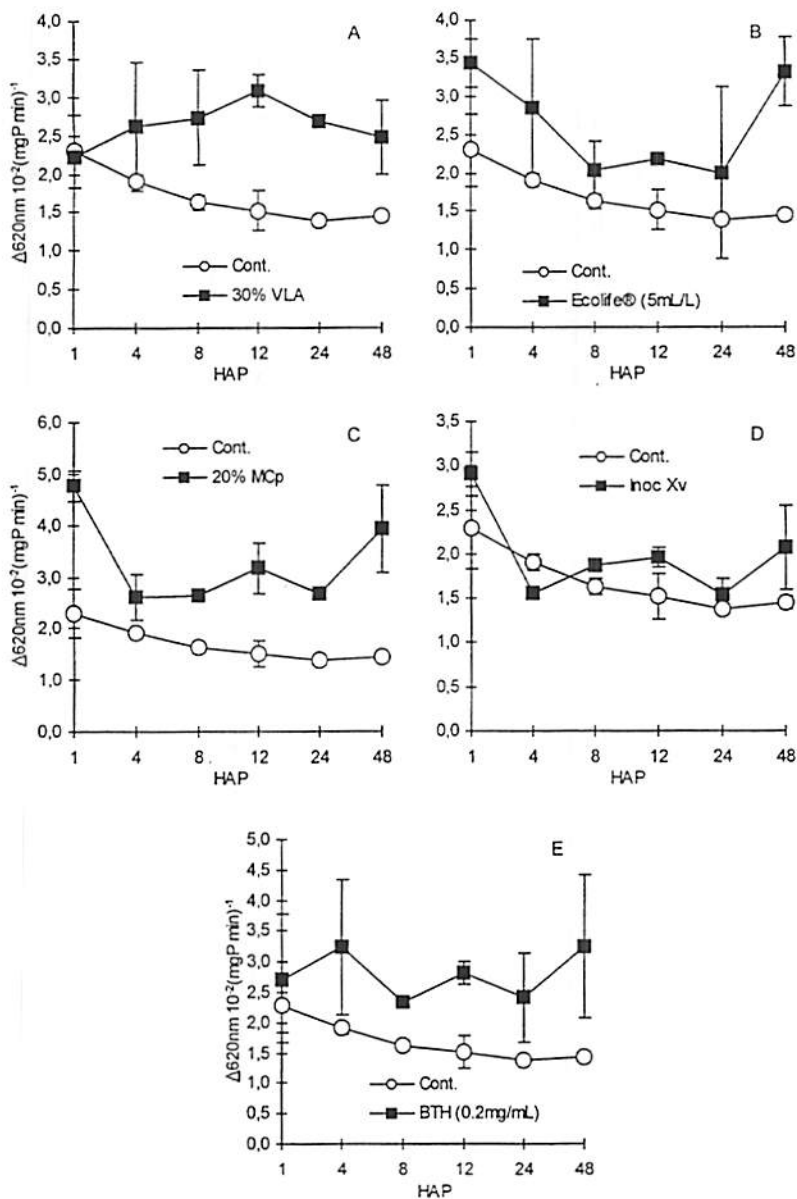 A
4,0
3,5
3,0
2,5
2,0
1,5
1,0
0,5
0,0
Δ620nm 10⁻² (mgP min)⁻¹
Cont.
30% VLA
1 4 8 12 24 48
HAP
B
4,0
3,5
3,0
2,5
2,0
1,5
1,0
0,5
0,0
Cont.
Ecolife® (5mL/L)
1 4 8 12 24 48
HAP
C
6,0
5,0
4,0
3,0
2,0
1,0
0,0
Δ620nm 10⁻² (mgP min)⁻¹
Cont.
20% MCp
1 4 8 12 24 48
HAP
D
3,5
3,0
2,5
2,0
1,5
1,0
0,5
0,0
Cont.
Inoc Xv
1 4 8 12 24 48
HAP
E
5,0
4,5
4,0
3,5
3,0
2,5
2,0
1,5
1,0
0,5
0,0
Δ620nm 10⁻² (mgP min)⁻¹
Cont.
BTH (0.2mg/mL)
1 4 8 12 24 48
HAP